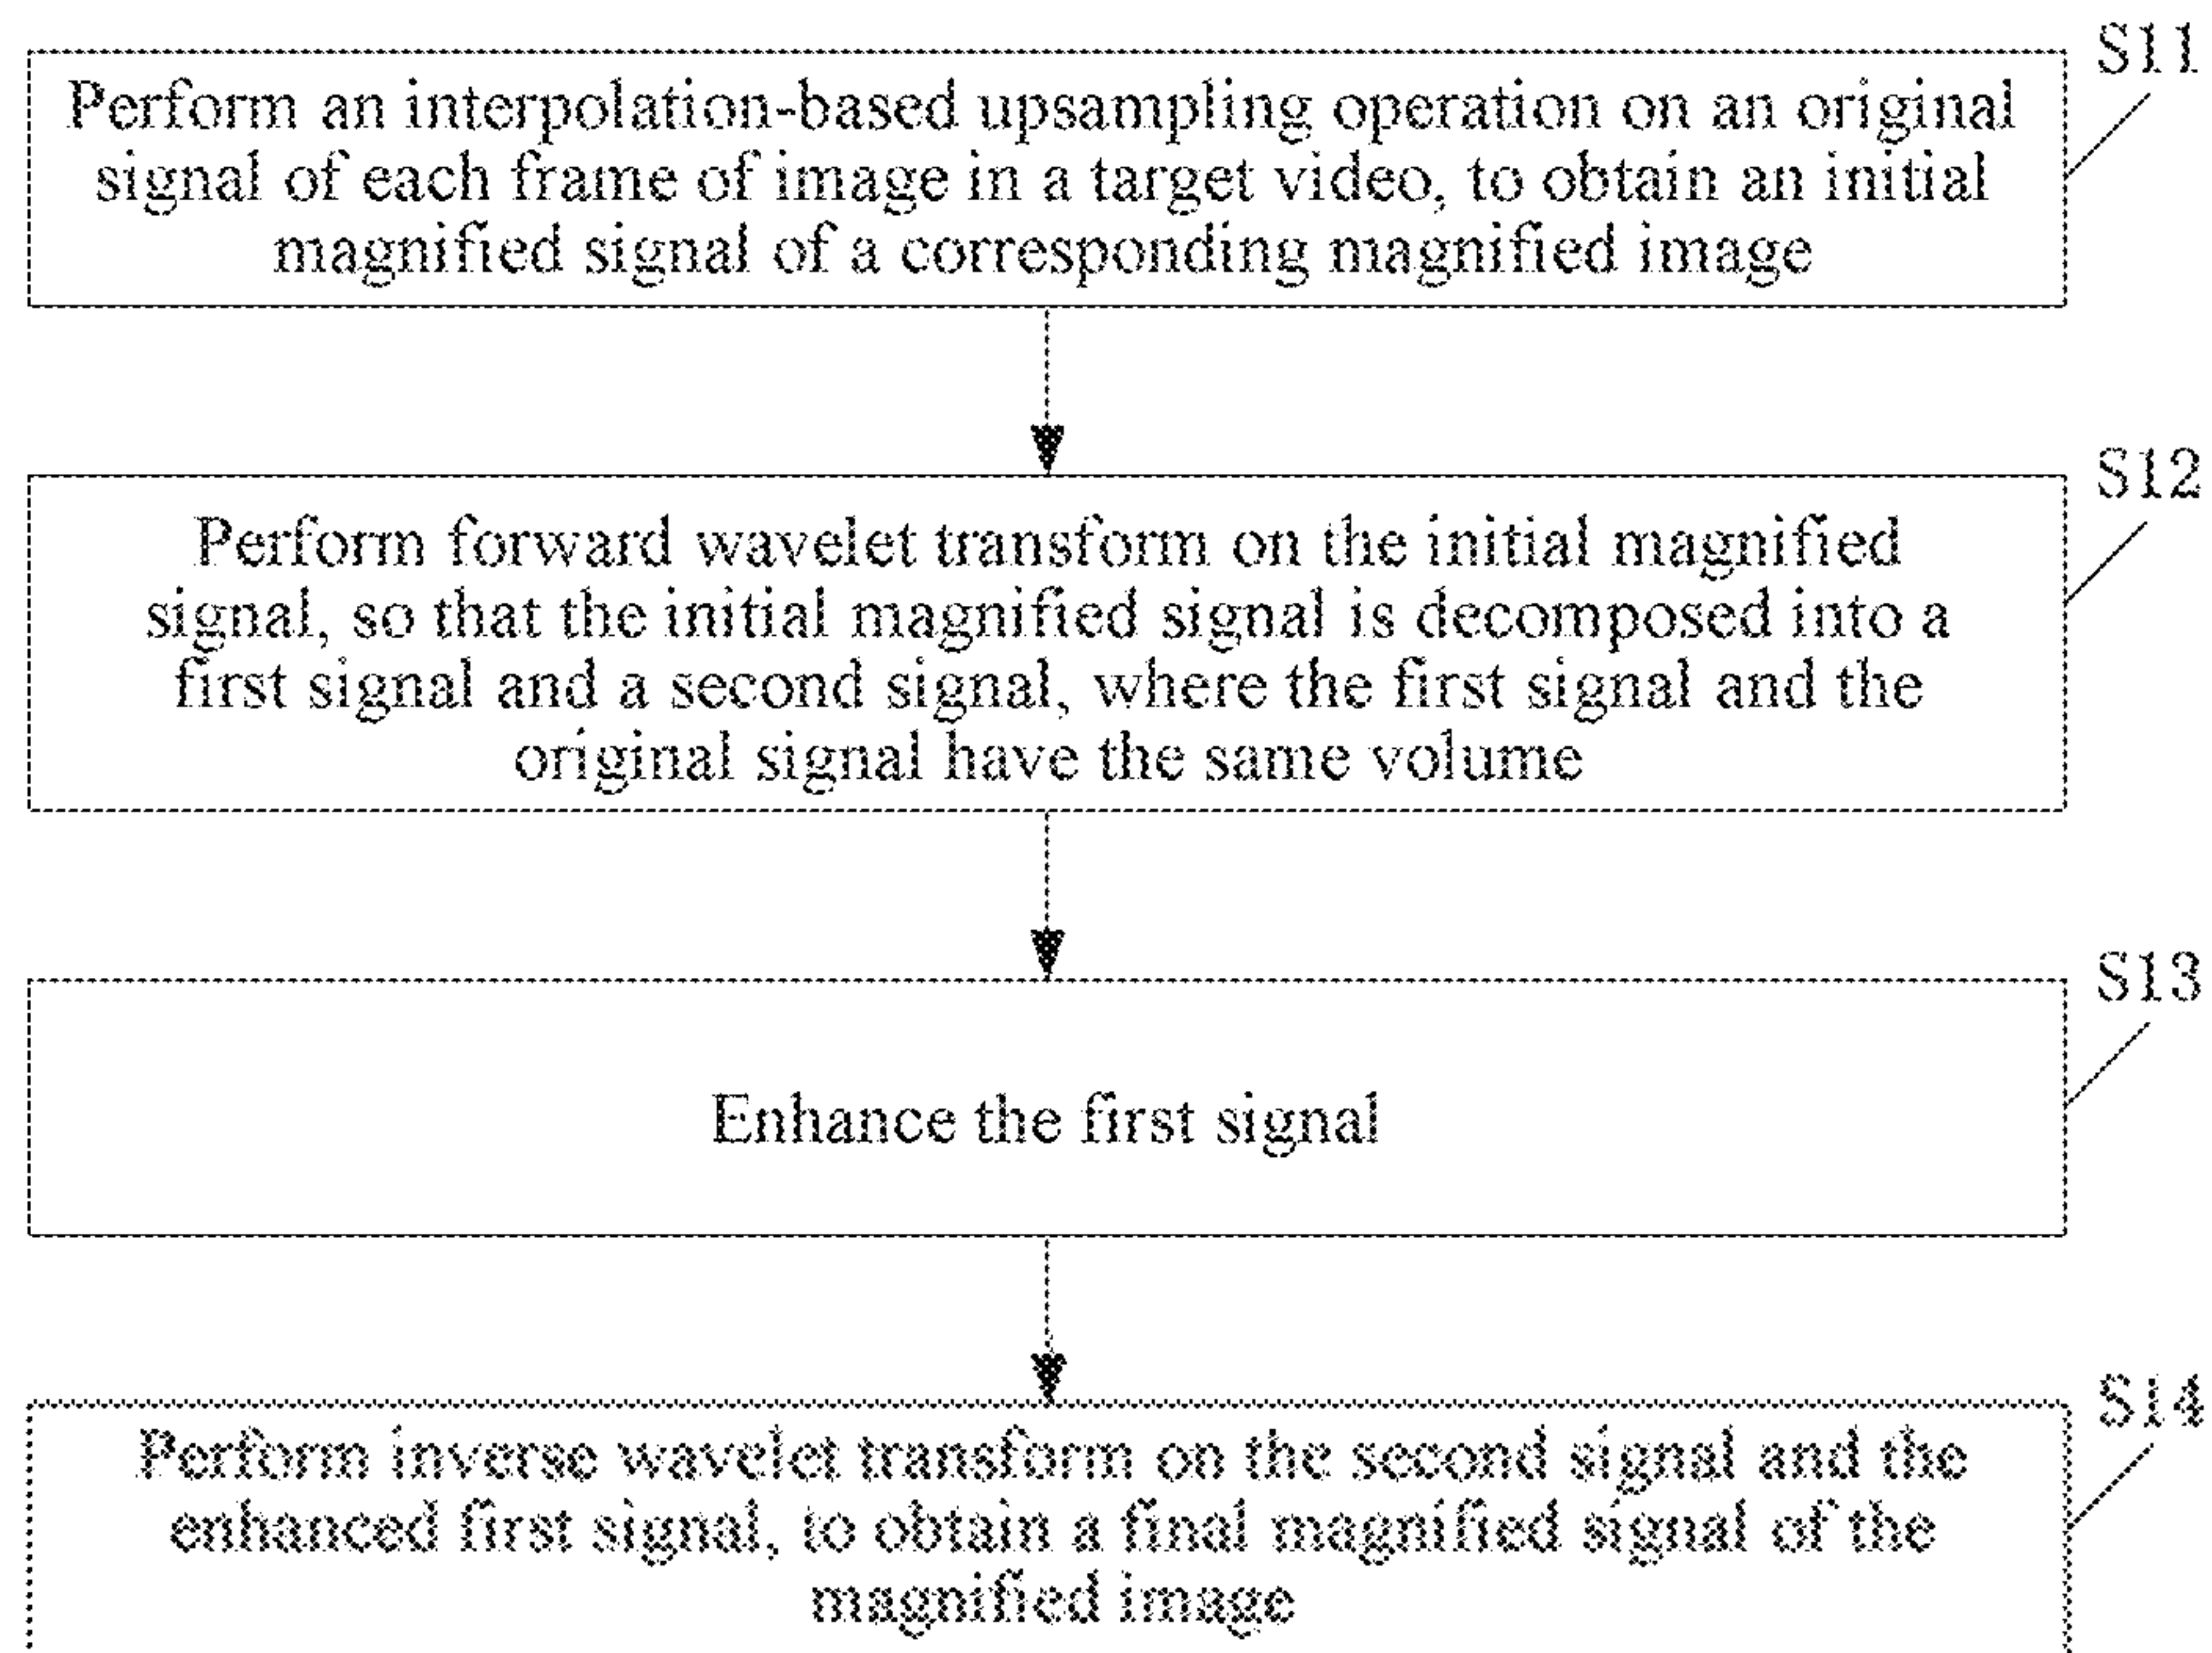 S11
Perform an interpolation-based upsampling operation on an original
signal of each frame of image in a target video, to obtain an initial
magnified signal of a corresponding magnified image
S12
Perform forward wavelet transform on the initial magnified
signal, so that the initial magnified signal is decomposed into a
first signal and a second signal, where the first signal and the
original signal have the same volume
S13
Enhance the first signal
S14
Perform inverse wavelet transform on the second signal and the
enhanced first signal, to obtain a final magnified signal of the
magnified image